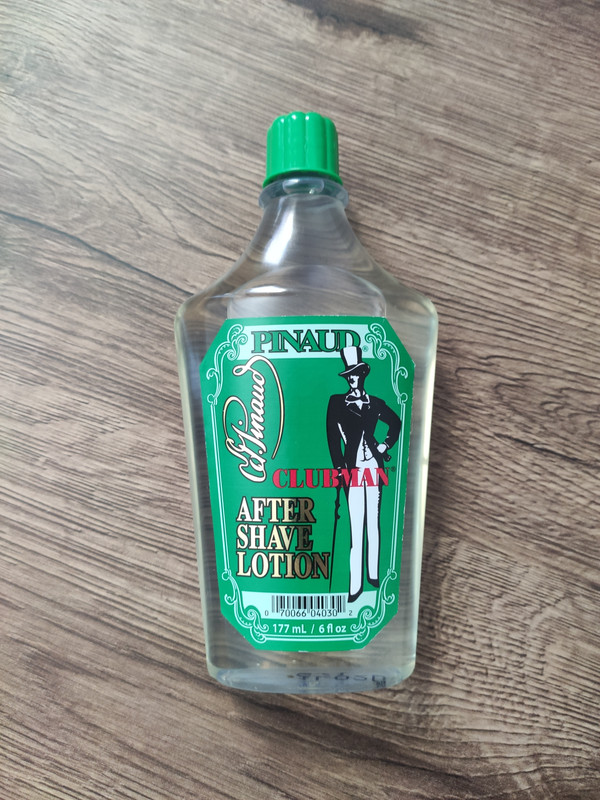 PINAUD®
Ed. Pinaud
CLUBMAN®
AFTER
SHAVE
LOTION
0 70066 04030 2
177 mL / 6 fl oz